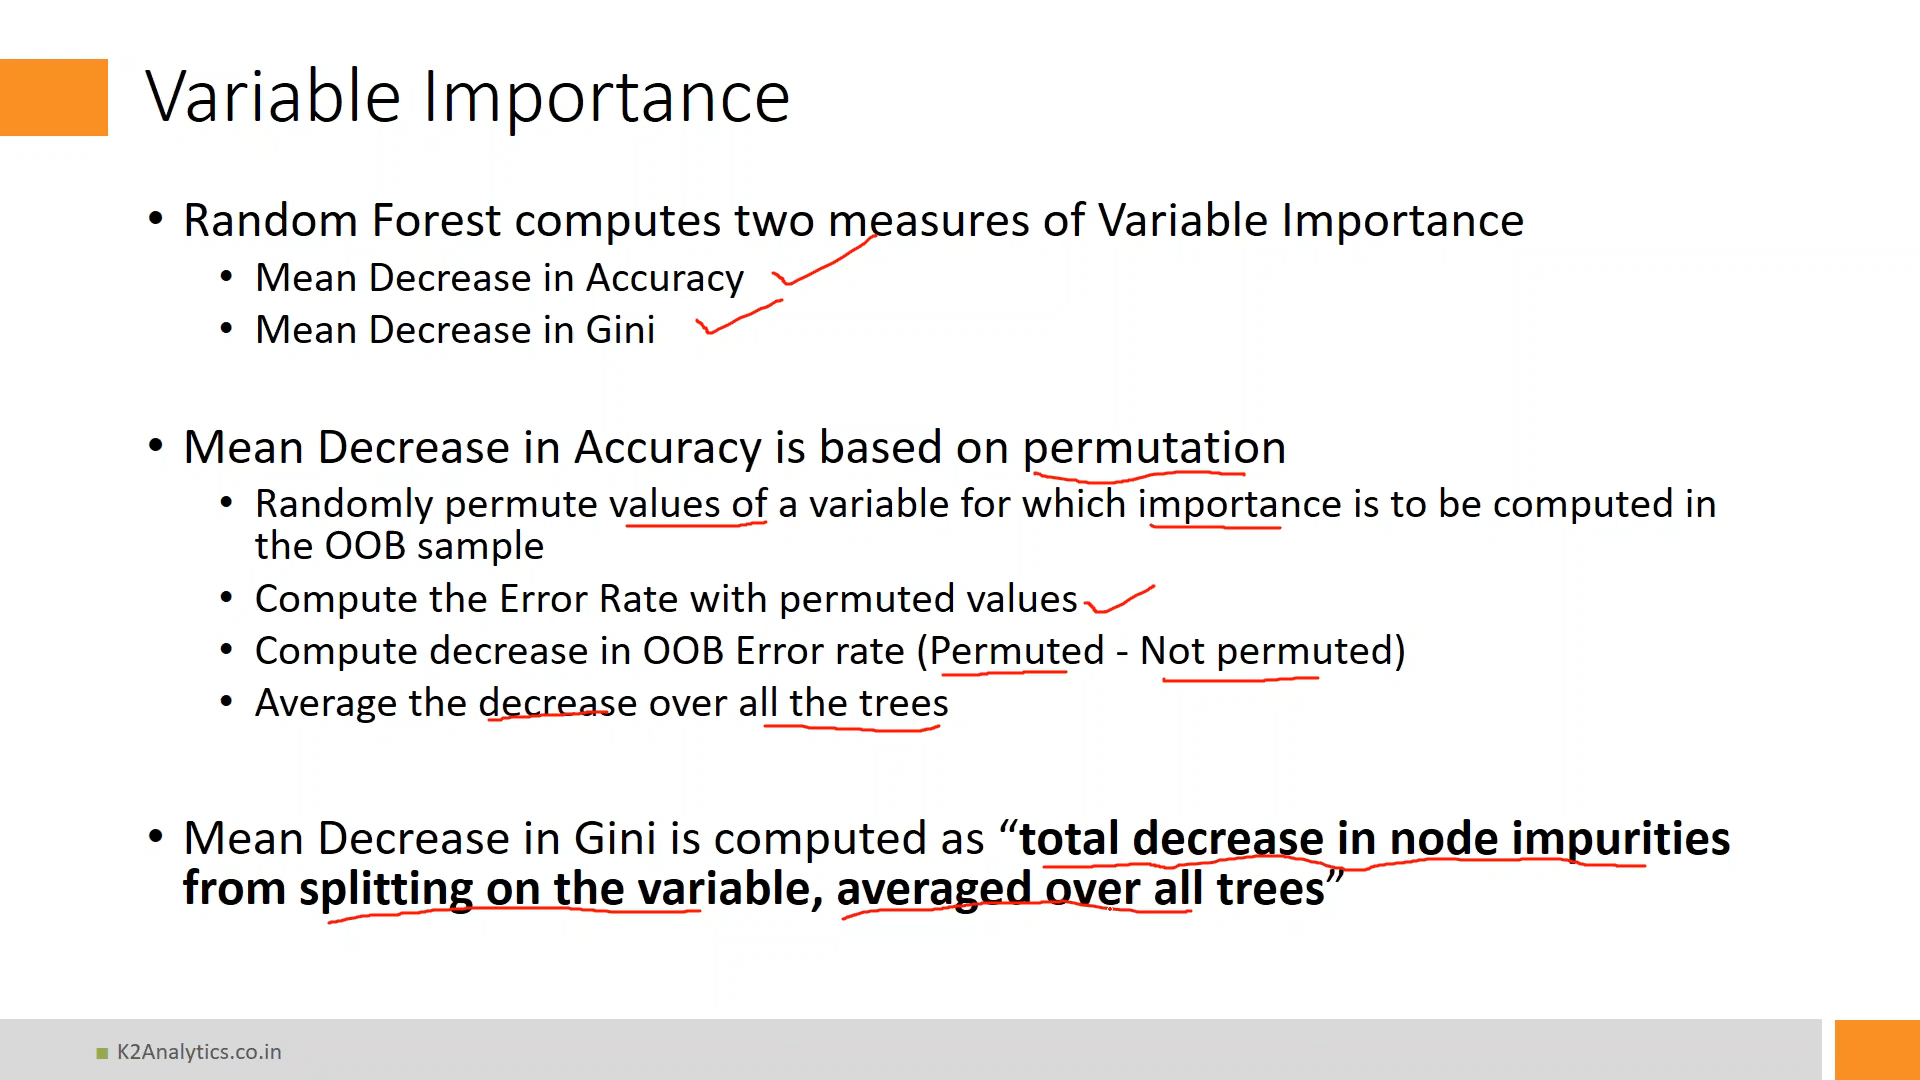 Variable Importance
• Random Forest computes two measures of Variable Importance
• Mean Decrease in Accuracy
• Mean Decrease in Gini
• Mean Decrease in Accuracy is based on permutation
• Randomly permute values of a variable for which importance is to be computed in
the OOB sample
• Compute the Error Rate with permuted values
• Compute decrease in OOB Error rate (Permuted - Not permuted)
• Average the decrease over all the trees
• Mean Decrease in Gini is computed as “total decrease in node impurities
from splitting on the variable, averaged over all trees”
K2Analytics.co.in